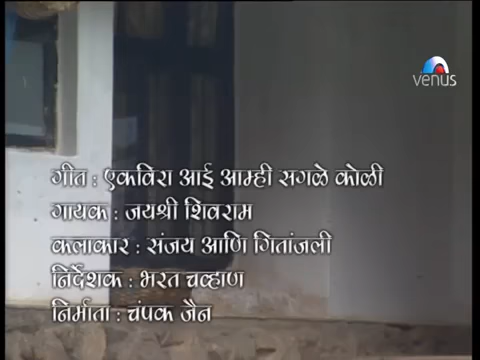 venus
गीत : एकविरा आई आम्ही सगळे कोळी
गायक : जयश्री शिवराम
कलाकार : संजय आणि गितांजली
निर्देशक : भरत चव्हाण
निर्माता : चंपक जैन